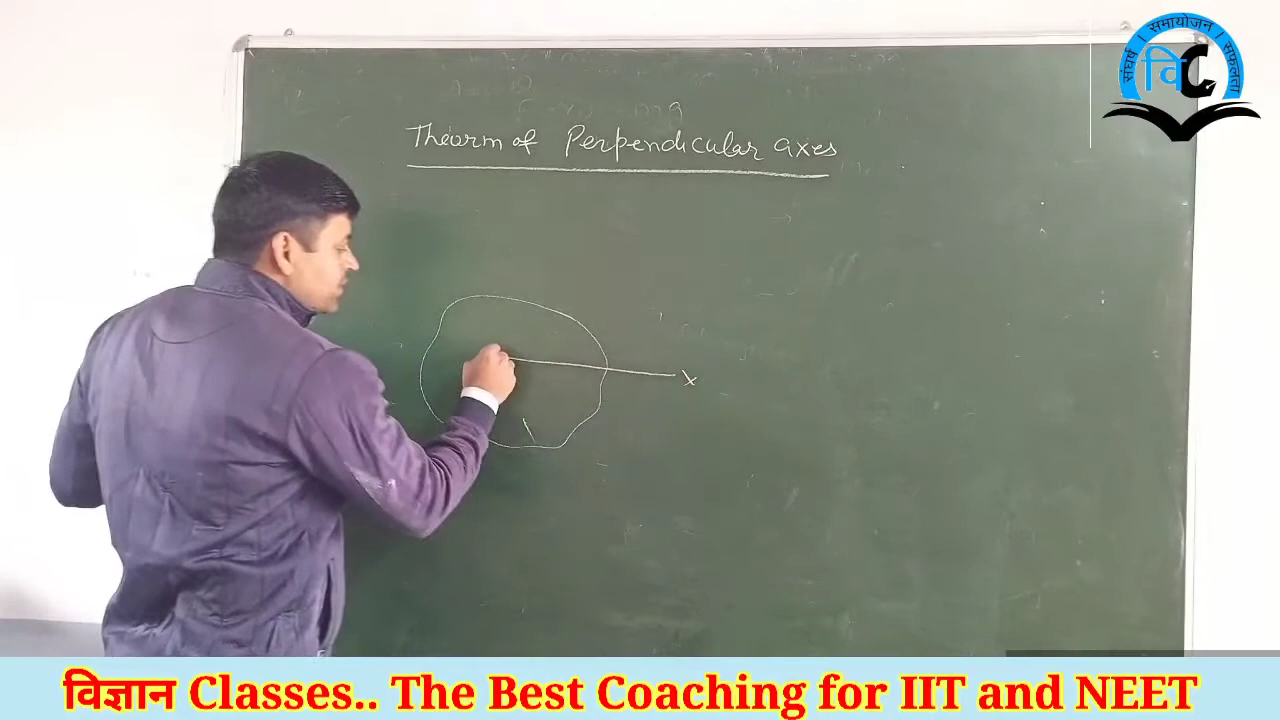 संघर्ष । समायोजन । सफलता
विC
Theorm of Perpendicular axes
X
विज्ञान Classes.. The Best Coaching for IIT and NEET